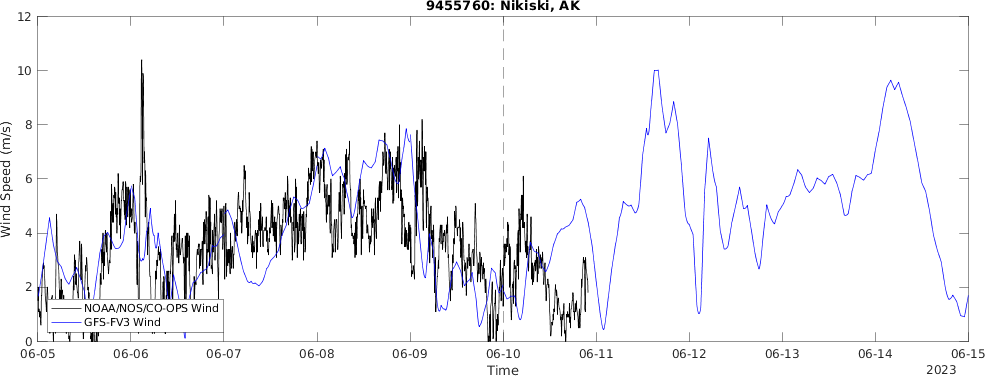 9455760: Nikiski, AK
Wind Speed (m/s)
12
10
8
6
4
2
0
NOAA/NOS/CO-OPS Wind
GFS-FV3 Wind
06-05 06-06 06-07 06-08 06-09 06-10 06-11 06-12 06-13 06-14 06-15
Time
2023